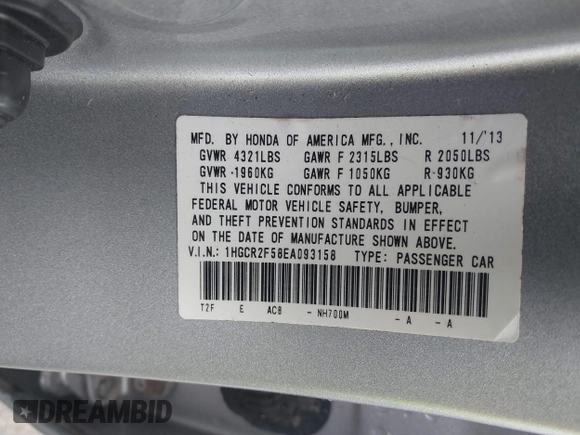 MFD. BY HONDA OF AMERICA MFG., INC. 11/'13
GVWR 4321LBS GAWR F 2315LBS R 2050LBS
GVWR 1960KG GAWR F 1050KG R 930KG
THIS VEHICLE CONFORMS TO ALL APPLICABLE
FEDERAL MOTOR VEHICLE SAFETY, BUMPER,
AND THEFT PREVENTION STANDARDS IN EFFECT
ON THE DATE OF MANUFACTURE SHOWN ABOVE.
V.I.N.: 1HGCR2F58EA093158 TYPE: PASSENGER CAR
T2F E AC8 - NH700M - A - A
DREAMBID